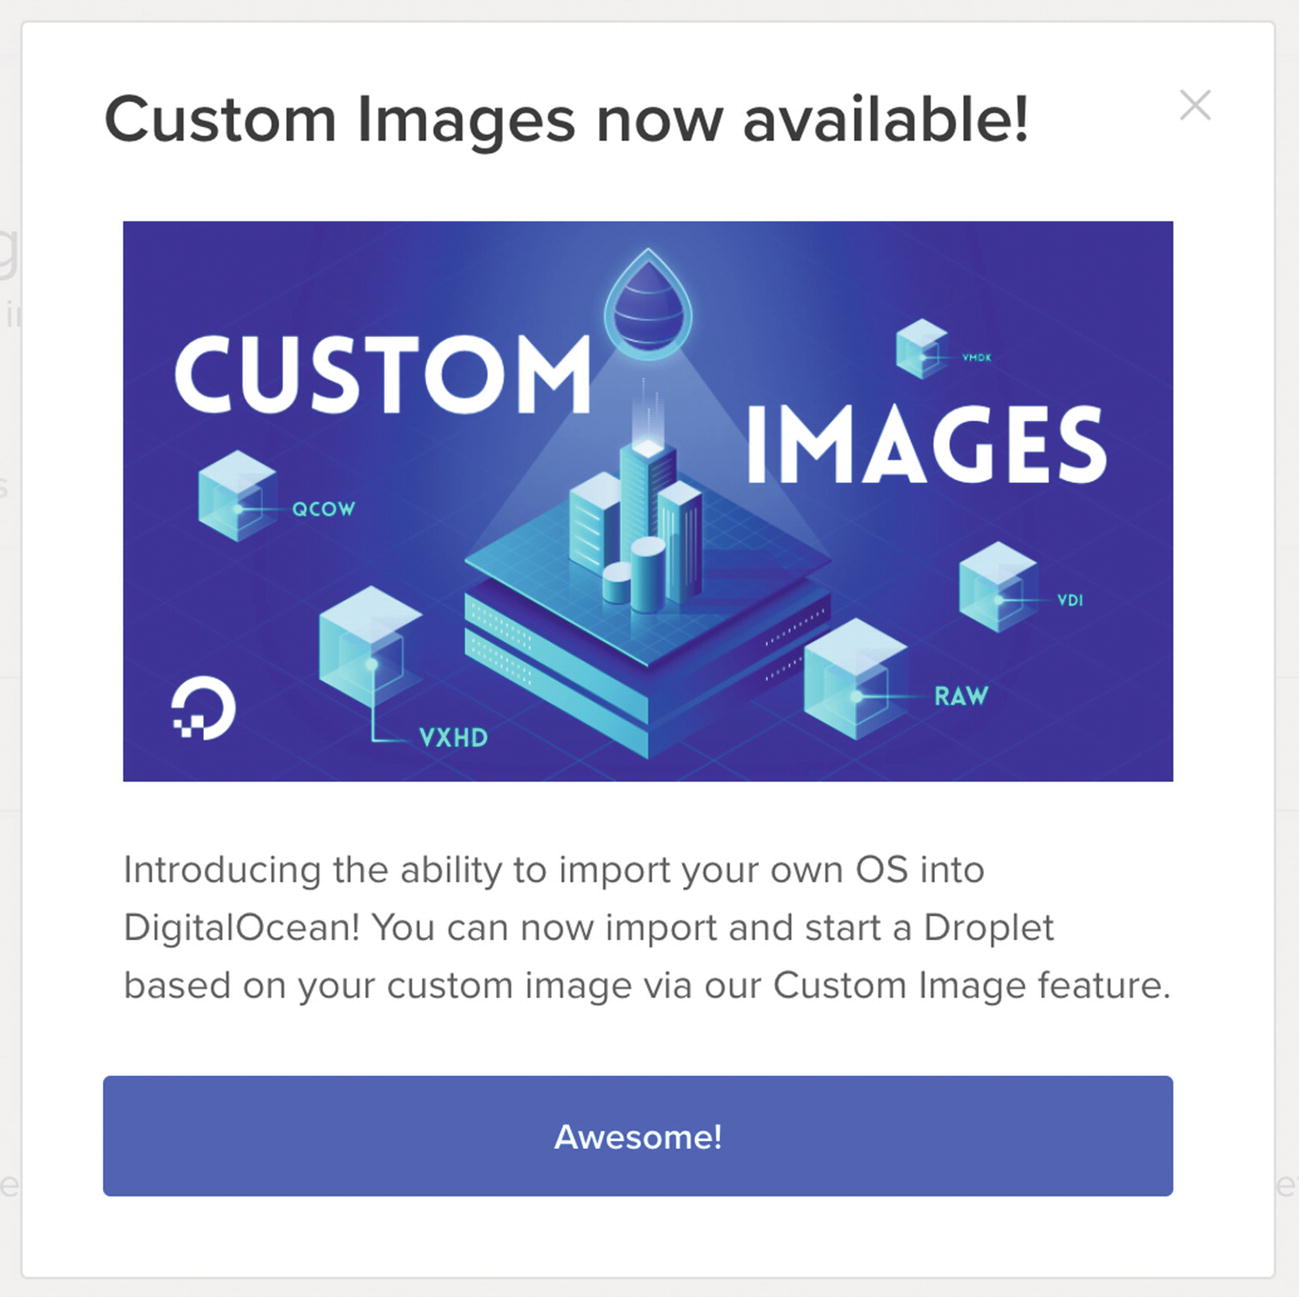 Custom Images now available!
CUSTOM
IMAGES
VMDK
QCOW
VDI
RAW
VXHD
Introducing the ability to import your own OS into
DigitalOcean! You can now import and start a Droplet
based on your custom image via our Custom Image feature.
Awesome!